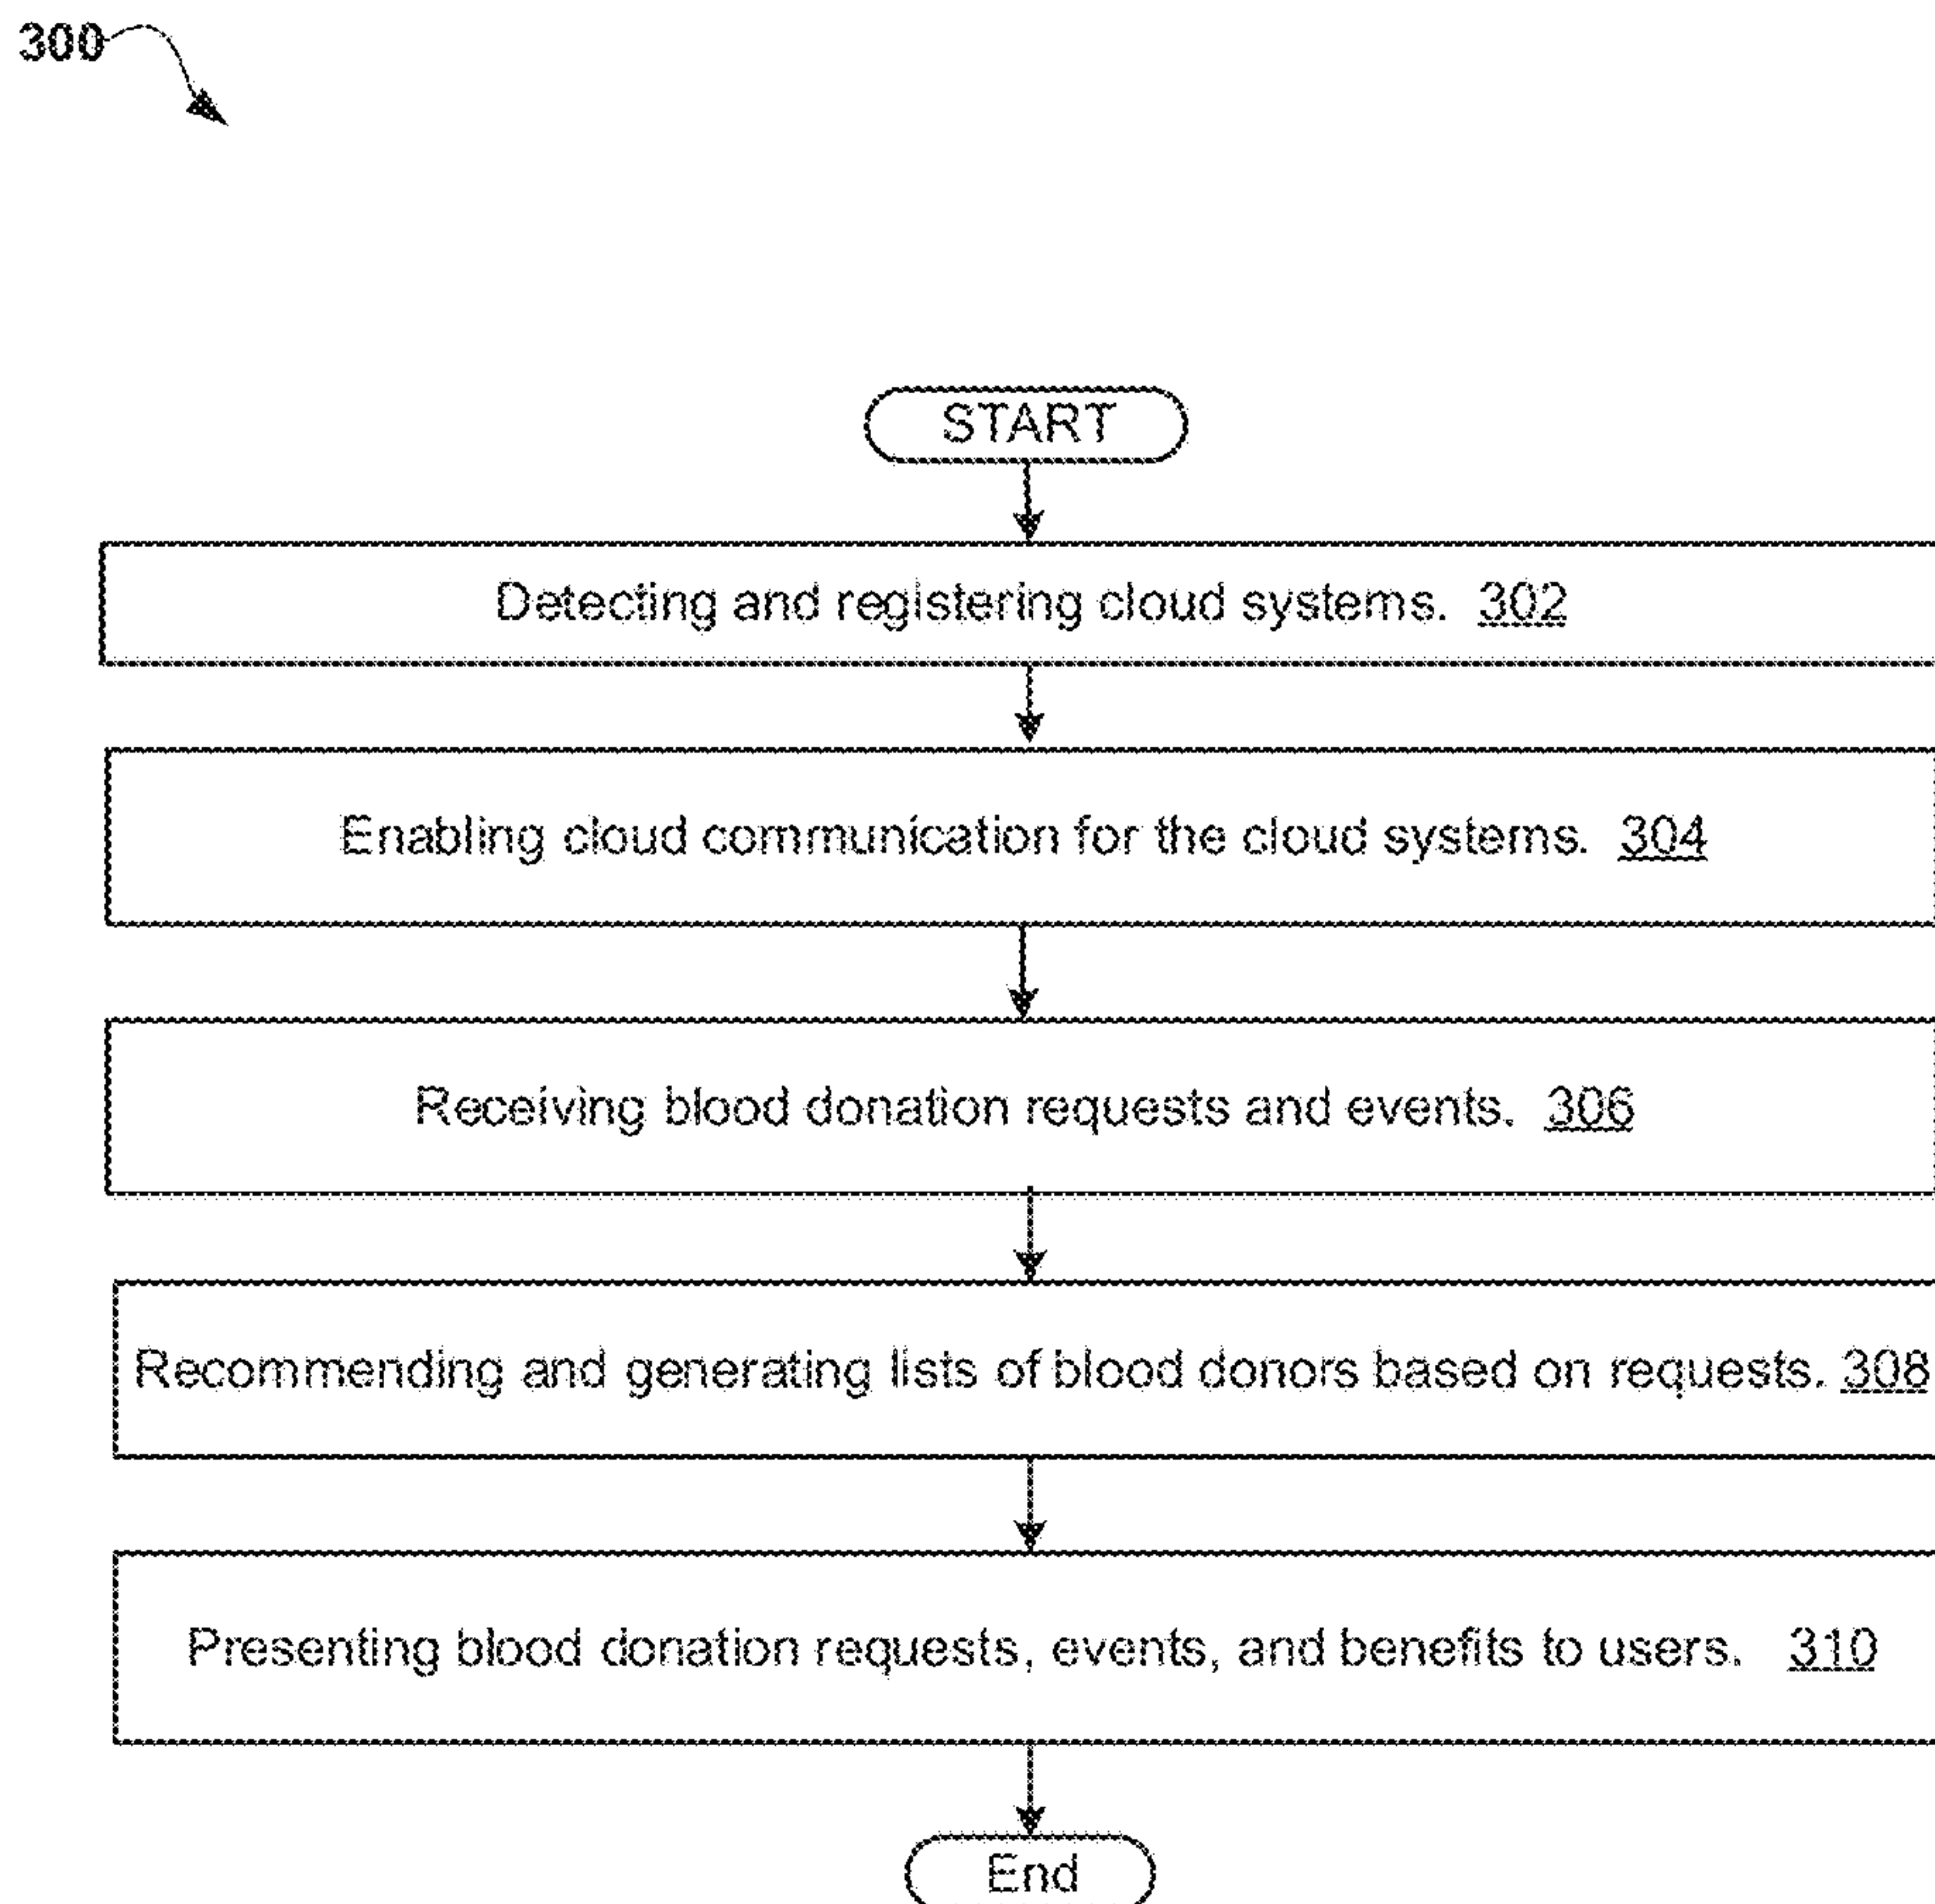 300
START
Detecting and registering cloud systems. 302
Enabling cloud communication for the cloud systems. 304
Receiving blood donation requests and events. 306
Recommending and generating lists of blood donors based on requests. 308
Presenting blood donation requests, events, and benefits to users. 310
End